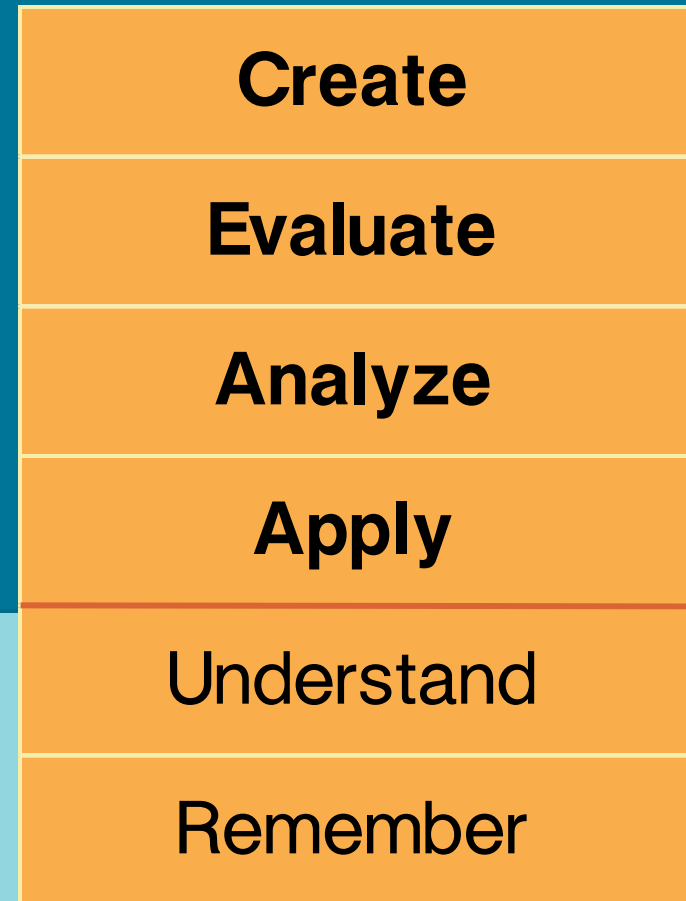 Create
Evaluate
Analyze
Apply
Understand
Remember